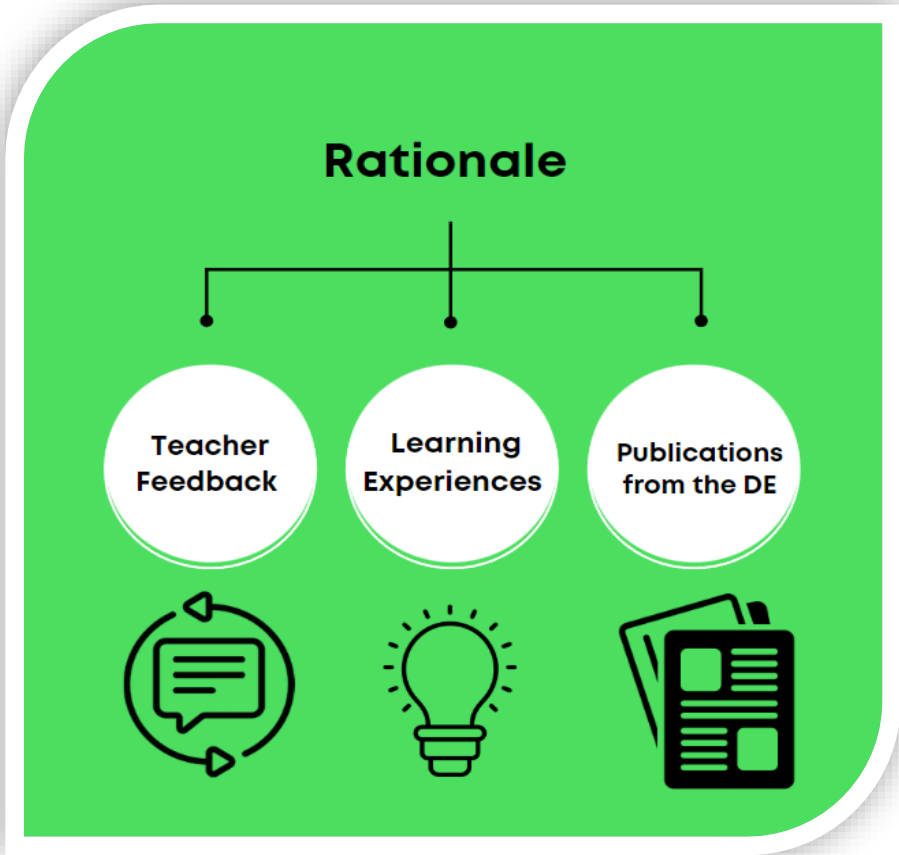 Rationale
Teacher
Feedback
Learning
Experiences
Publications
from the DE